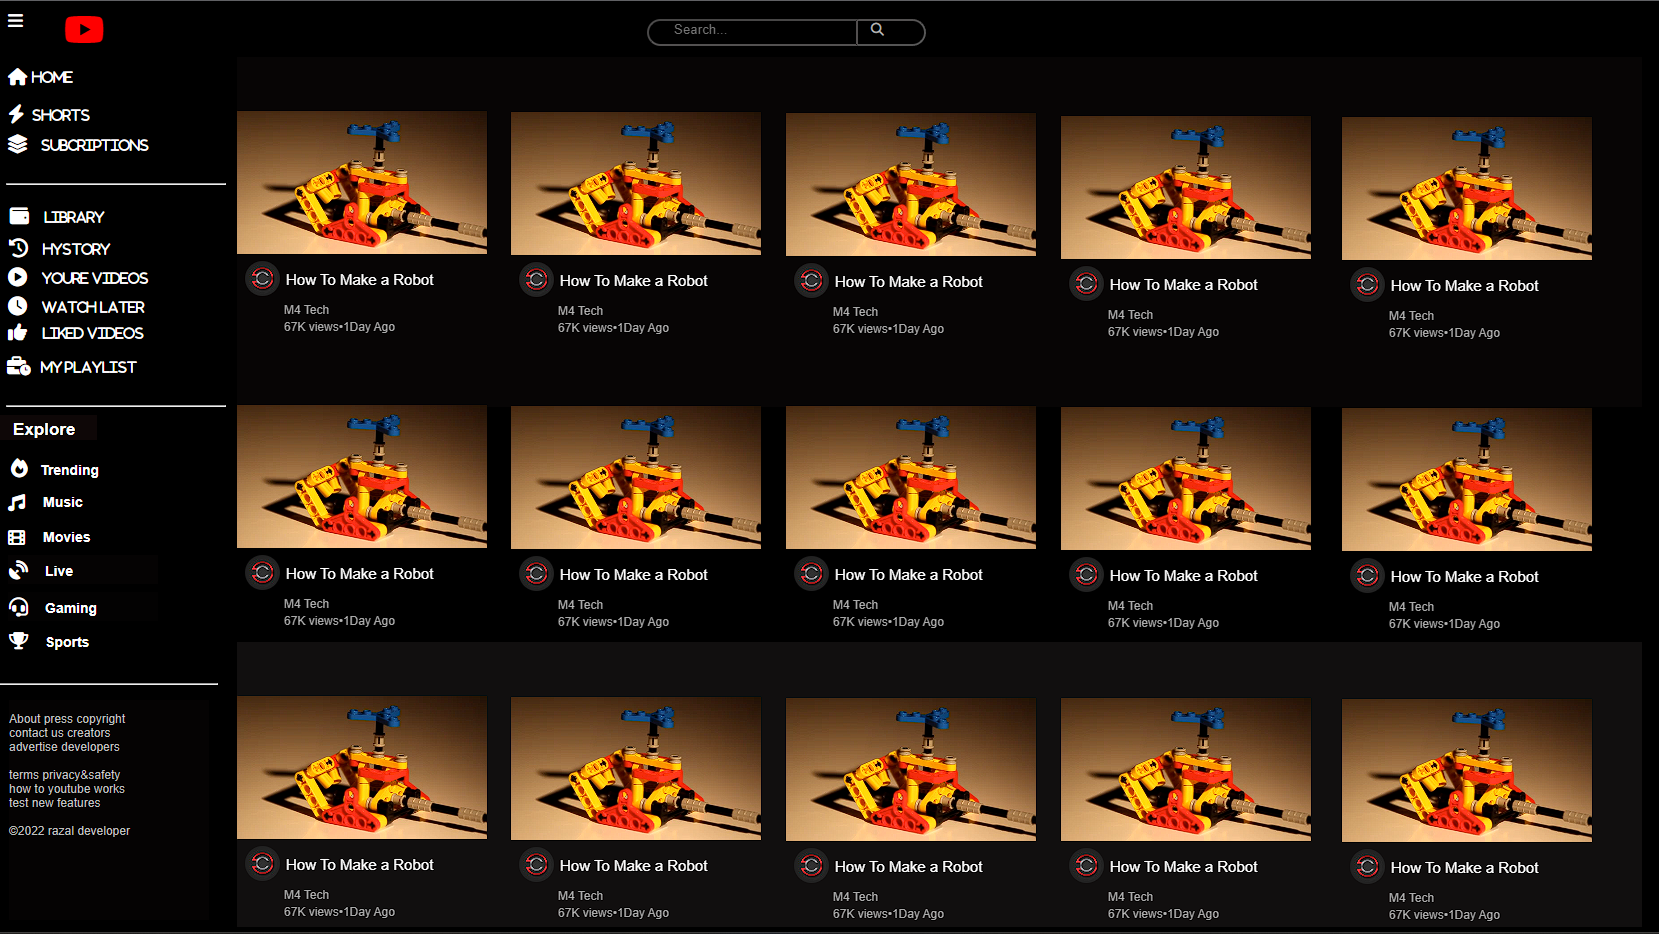 Search...
HOME
SHORTS
SUBCRIPTIONS
LIBRARY
HYSTORY
YOURE VIDEOS
WATCH LATER
LIKED VIDEOS
MY PLAYLIST
Explore
Trending
Music
Movies
Live
Gaming
Sports
About press copyright
contact us creators
advertise developers
terms privacy&safety
how to youtube works
test new features
©2022 razal developer
How To Make a Robot
M4 Tech
67K views•1Day Ago
How To Make a Robot
M4 Tech
67K views•1Day Ago
How To Make a Robot
M4 Tech
67K views•1Day Ago
How To Make a Robot
M4 Tech
67K views•1Day Ago
How To Make a Robot
M4 Tech
67K views•1Day Ago
How To Make a Robot
M4 Tech
67K views•1Day Ago
How To Make a Robot
M4 Tech
67K views•1Day Ago
How To Make a Robot
M4 Tech
67K views•1Day Ago
How To Make a Robot
M4 Tech
67K views•1Day Ago
How To Make a Robot
M4 Tech
67K views•1Day Ago
How To Make a Robot
M4 Tech
67K views•1Day Ago
How To Make a Robot
M4 Tech
67K views•1Day Ago
How To Make a Robot
M4 Tech
67K views•1Day Ago
How To Make a Robot
M4 Tech
67K views•1Day Ago
How To Make a Robot
M4 Tech
67K views•1Day Ago